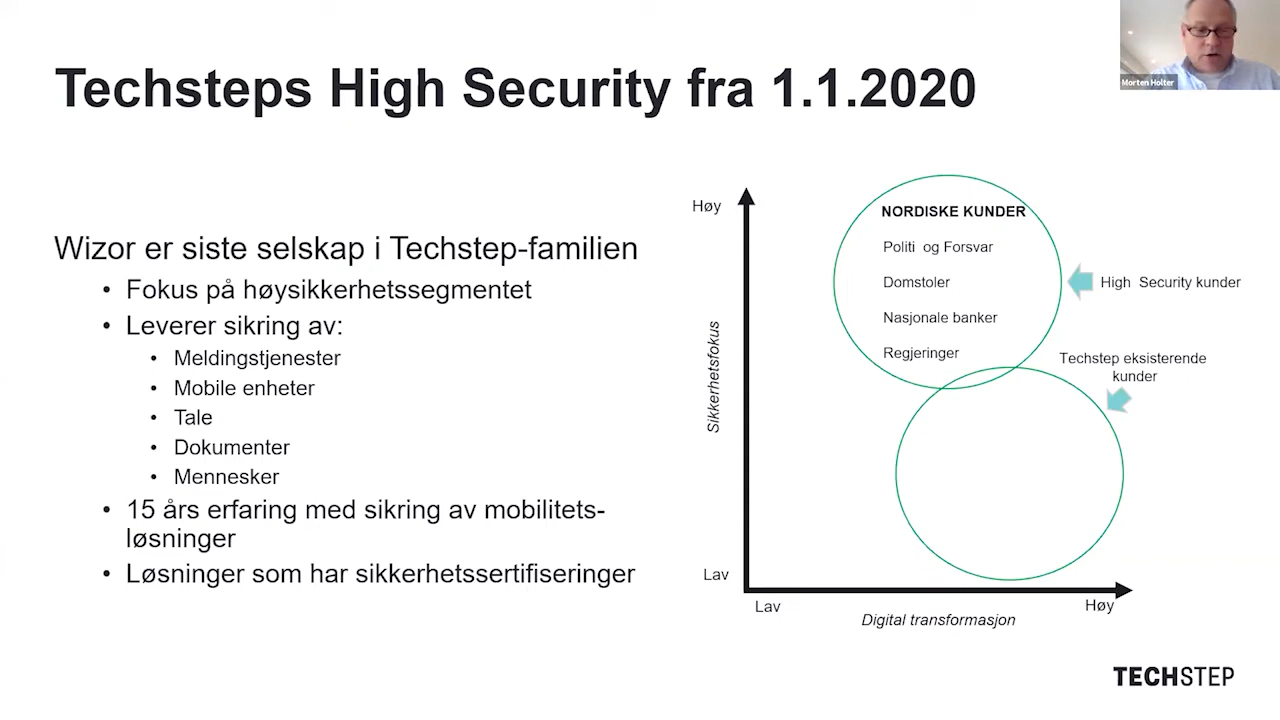 Techsteps High Security fra 1.1.2020
Morten Holter
Wizor er siste selskap i Techstep-familien
• Fokus på høysikkerhetssegmentet
• Leverer sikring av:
• Meldingstjenester
• Mobile enheter
• Tale
• Dokumenter
• Mennesker
• 15 års erfaring med sikring av mobilitets-
løsninger
• Løsninger som har sikkerhetssertifiseringer
Høy
Sikkerhetsfokus
Lav
Lav
Digital transformasjon
Høy
NORDISKE KUNDER
Politi og Forsvar
Domstoler
Nasjonale banker
Regjeringer
High Security kunder
Techstep eksisterende
kunder
TECHSTEP